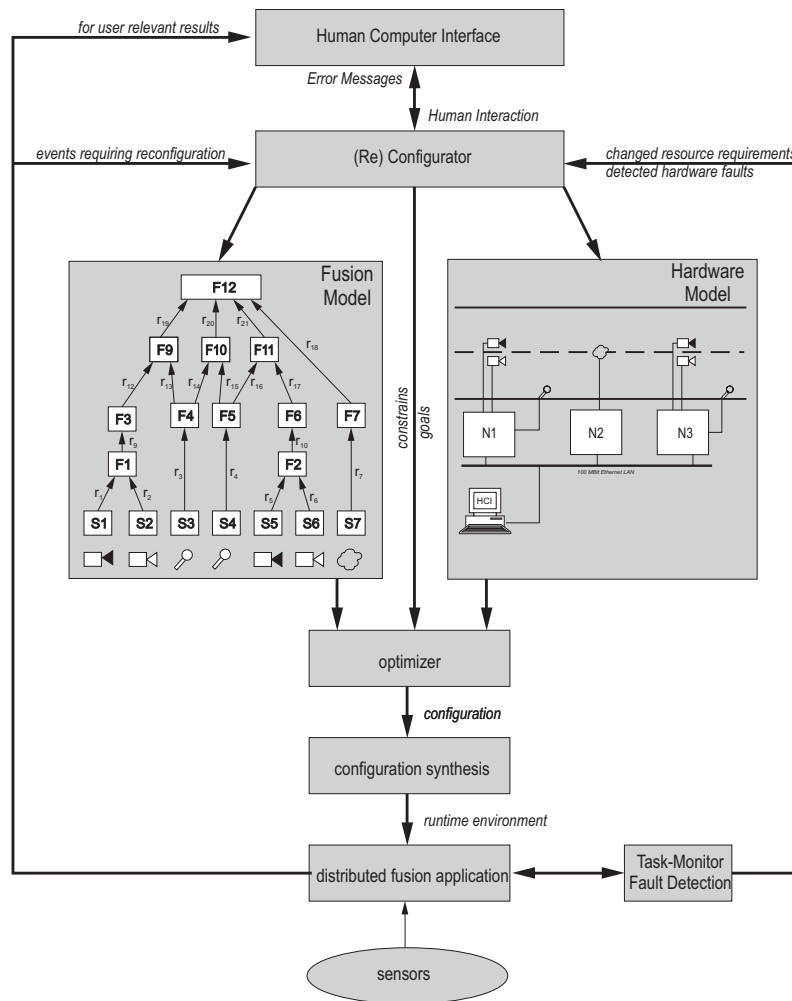 for user relevant results
Human Computer Interface
Error Messages
Human Interaction
events requiring reconfiguration
(Re) Configurator
changed resource requirements
detected hardware faults
Fusion
Model
F12
r19
r20
r21
r18
F9
F10
F11
r12
r13
r14
r15
r16
r17
F3
F4
F5
F6
F7
r9
r10
F1
F2
r1
r2
r3
r4
r5
r6
r7
S1
S2
S3
S4
S5
S6
S7
constrains
goals
Hardware
Model
N1
N2
N3
100 MBit Ethernet LAN
HCI
optimizer
configuration
configuration synthesis
runtime environment
distributed fusion application
Task-Monitor
Fault Detection
sensors